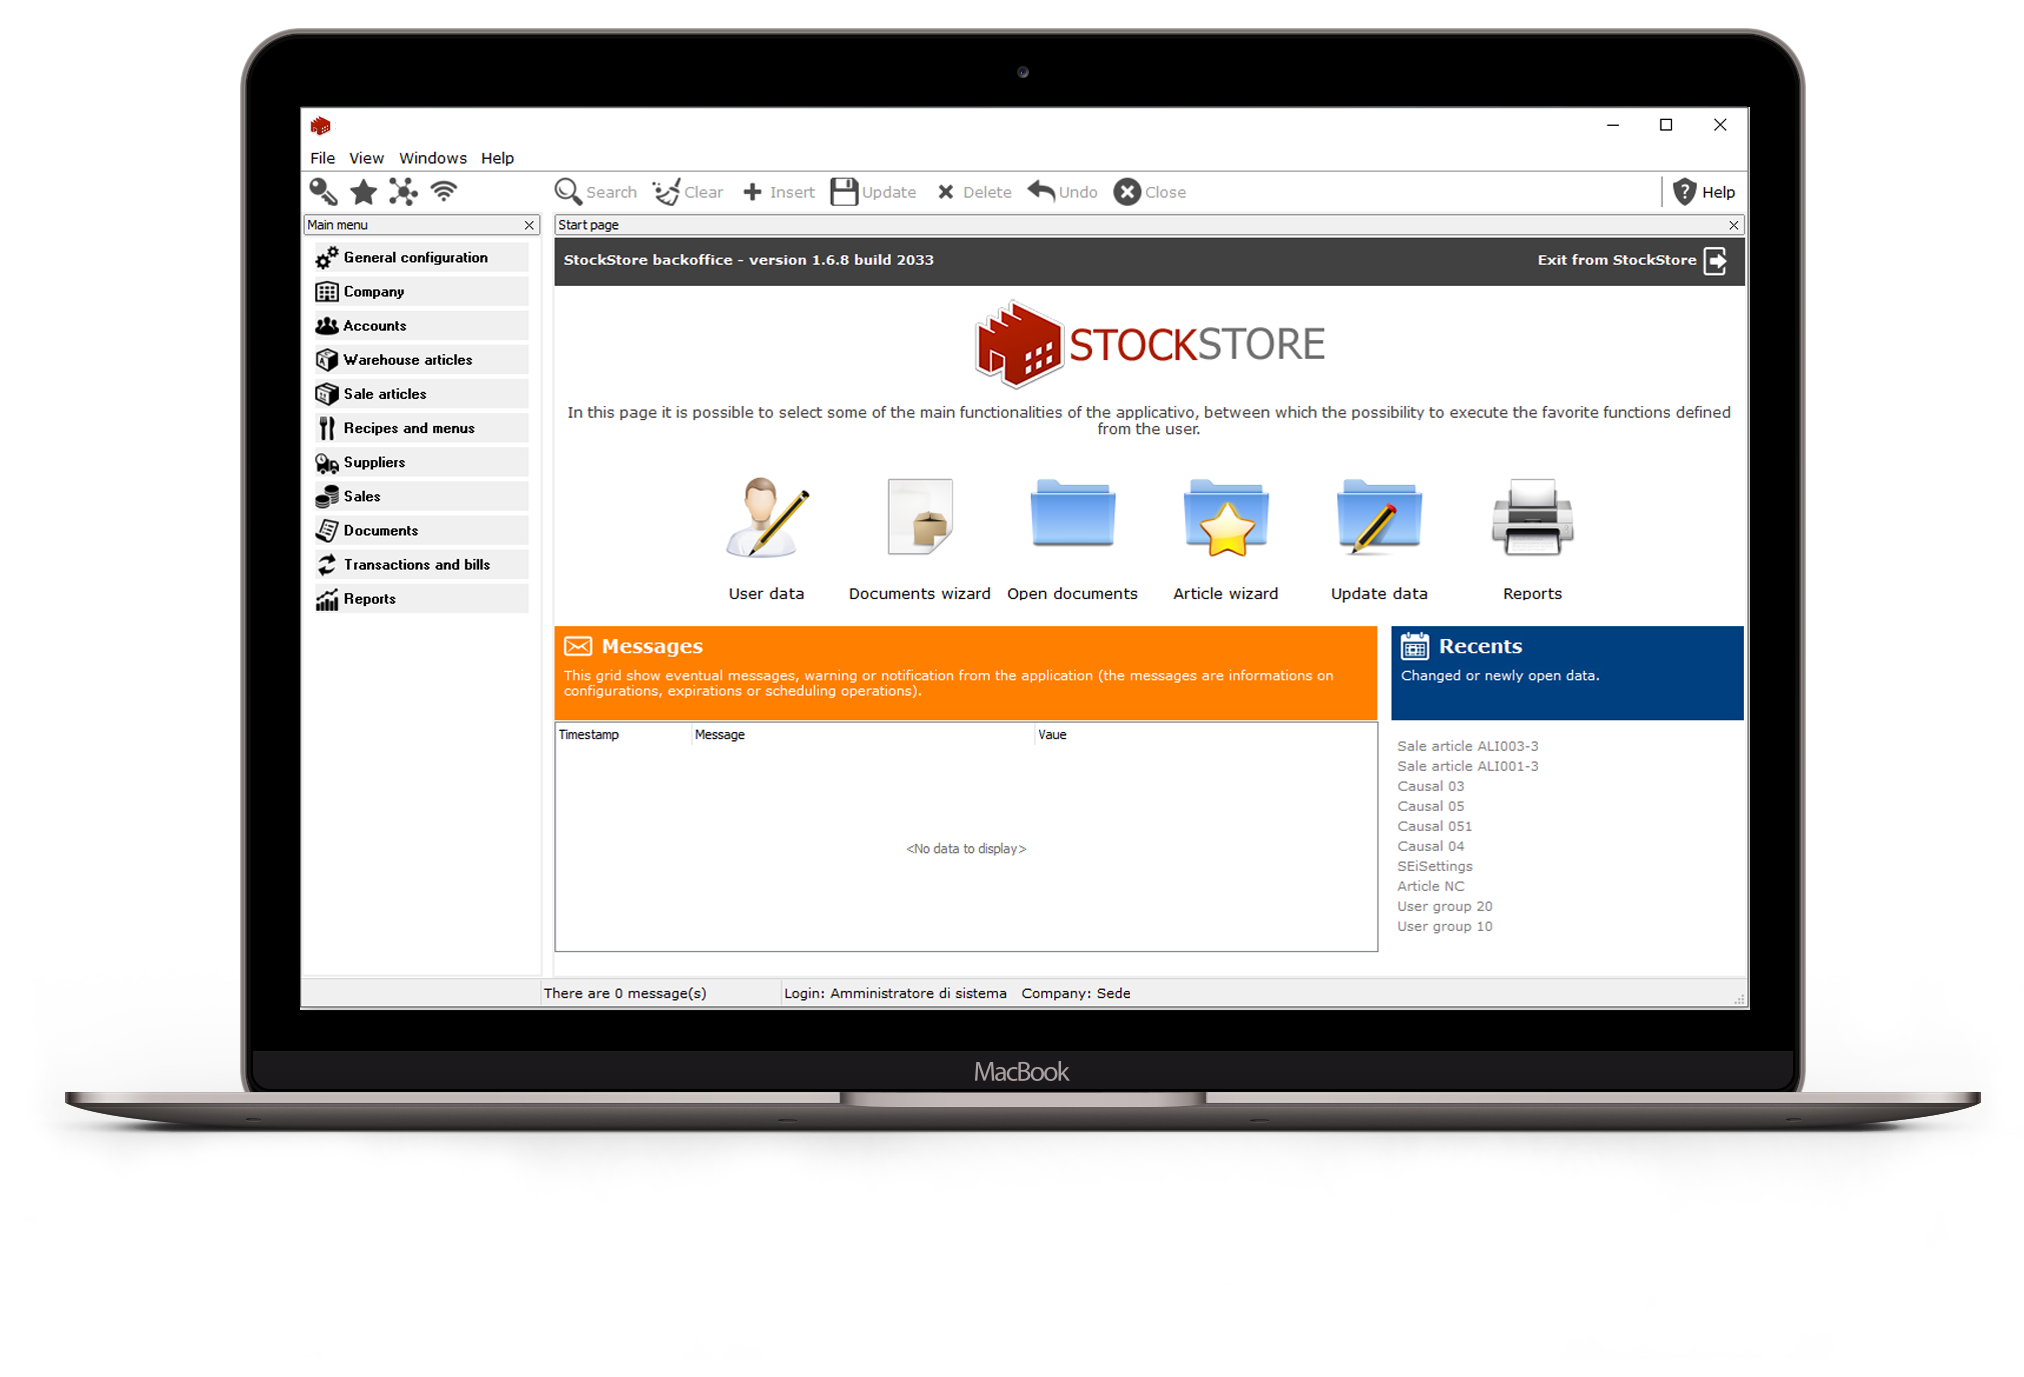 File View Windows Help
Search Clear Insert Update Delete Undo Close Help
Main menu
Start page
General configuration
Company
Accounts
Warehouse articles
Sale articles
Recipes and menus
Suppliers
Sales
Documents
Transactions and bills
Reports
StockStore backoffice - version 1.6.8 build 2033
Exit from StockStore
STOCKSTORE
In this page it is possible to select some of the main functionalities of the applicativo, between which the possibility to execute the favorite functions defined
from the user.
User data
Documents wizard
Open documents
Article wizard
Update data
Reports
Messages
This grid show eventual messages, warning or notification from the application (the messages are informations on
configurations, expirations or scheduling operations).
Timestamp Message Vaue
<No data to display>
Recents
Changed or newly open data.
Sale article ALI003-3
Sale article ALI001-3
Causal 03
Causal 05
Causal 051
Causal 04
SEiSettings
Article NC
User group 20
User group 10
There are 0 message(s)
Login: Amministratore di sistema Company: Sede
MacBook